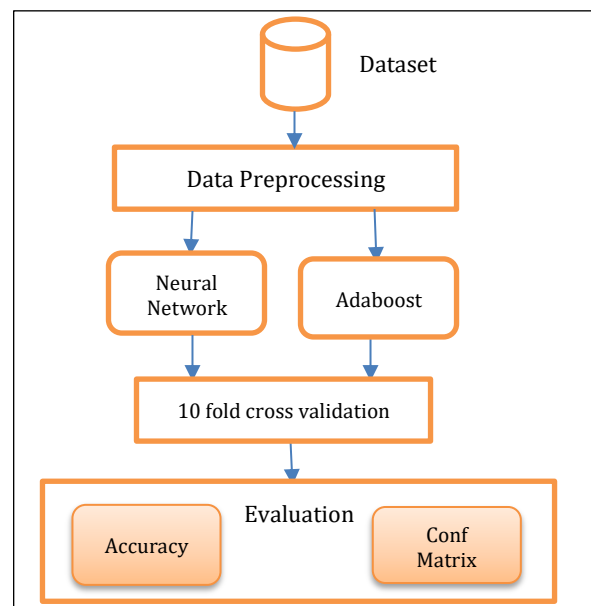 Dataset
Data Preprocessing
Neural
Network
Adaboost
10 fold cross validation
Evaluation
Accuracy
Conf
Matrix